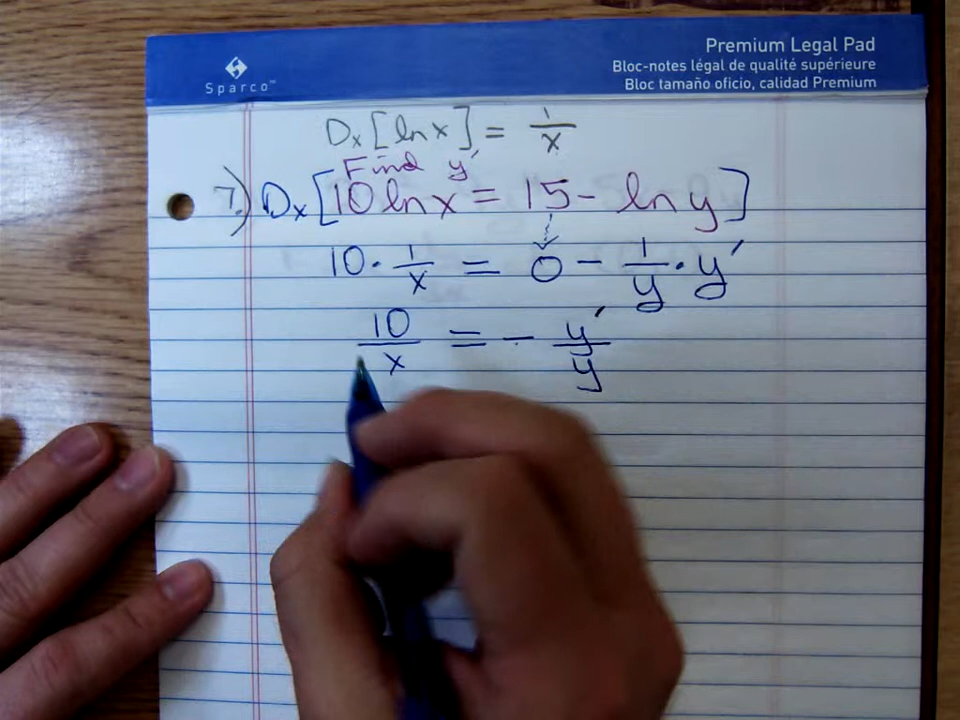 Sparco™
Premium Legal Pad
Bloc-notes légal de qualité supérieure
Bloc tamaño oficio, calidad Premium
Dx[ln x] = 1/x
Find y'
7.) Dx[10 ln x = 15 - ln y]
10 · 1/x = 0 - 1/y · y'
10/x = - y'/y